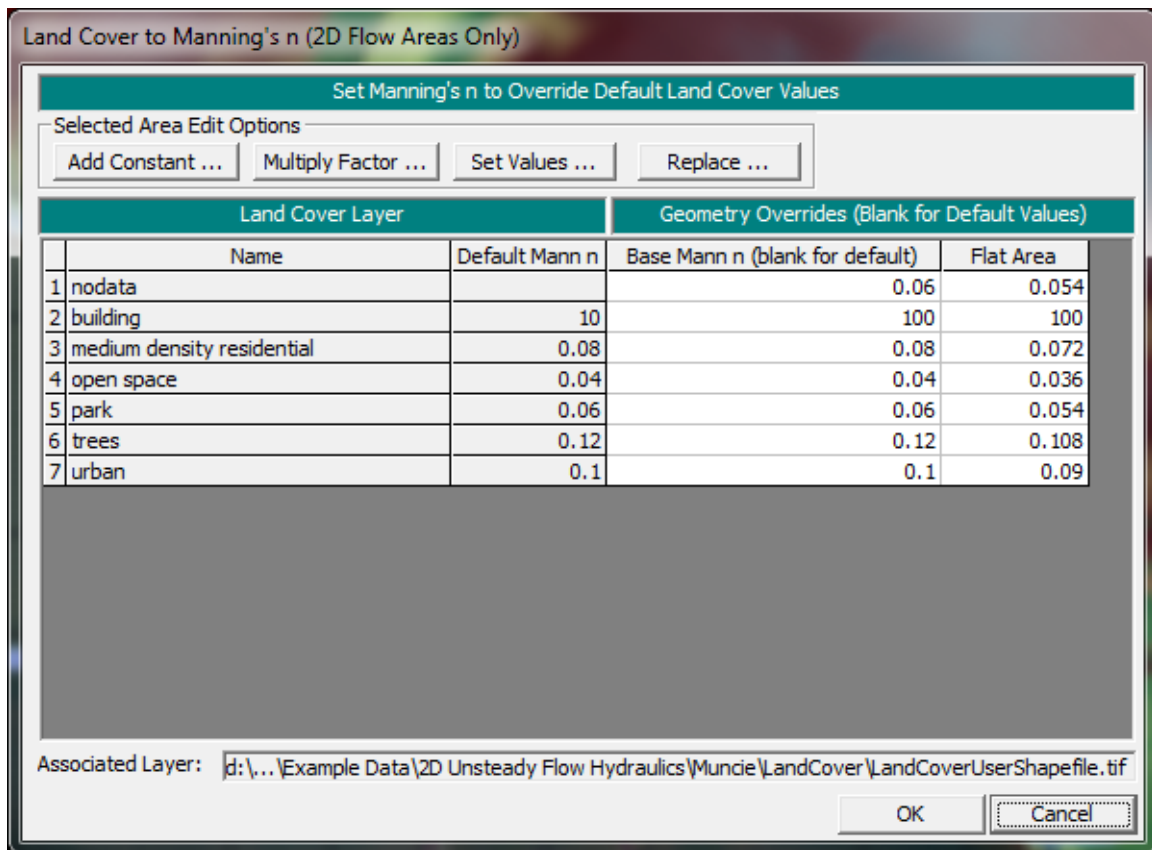 Land Cover to Manning's n (2D Flow Areas Only)
Set Manning's n to Override Default Land Cover Values
Selected Area Edit Options
Add Constant ... Multiply Factor ... Set Values ... Replace ...
Land Cover Layer Geometry Overrides (Blank for Default Values)
Name Default Mann n Base Mann n (blank for default) Flat Area
1 nodata 0.06 0.054
2 building 10 100 100
3 medium density residential 0.08 0.08 0.072
4 open space 0.04 0.04 0.036
5 park 0.06 0.06 0.054
6 trees 0.12 0.12 0.108
7 urban 0.1 0.1 0.09
Associated Layer: d:\...\Example Data\2D Unsteady Flow Hydraulics\Muncie\LandCover\LandCoverUserShapefile.tif
OK Cancel